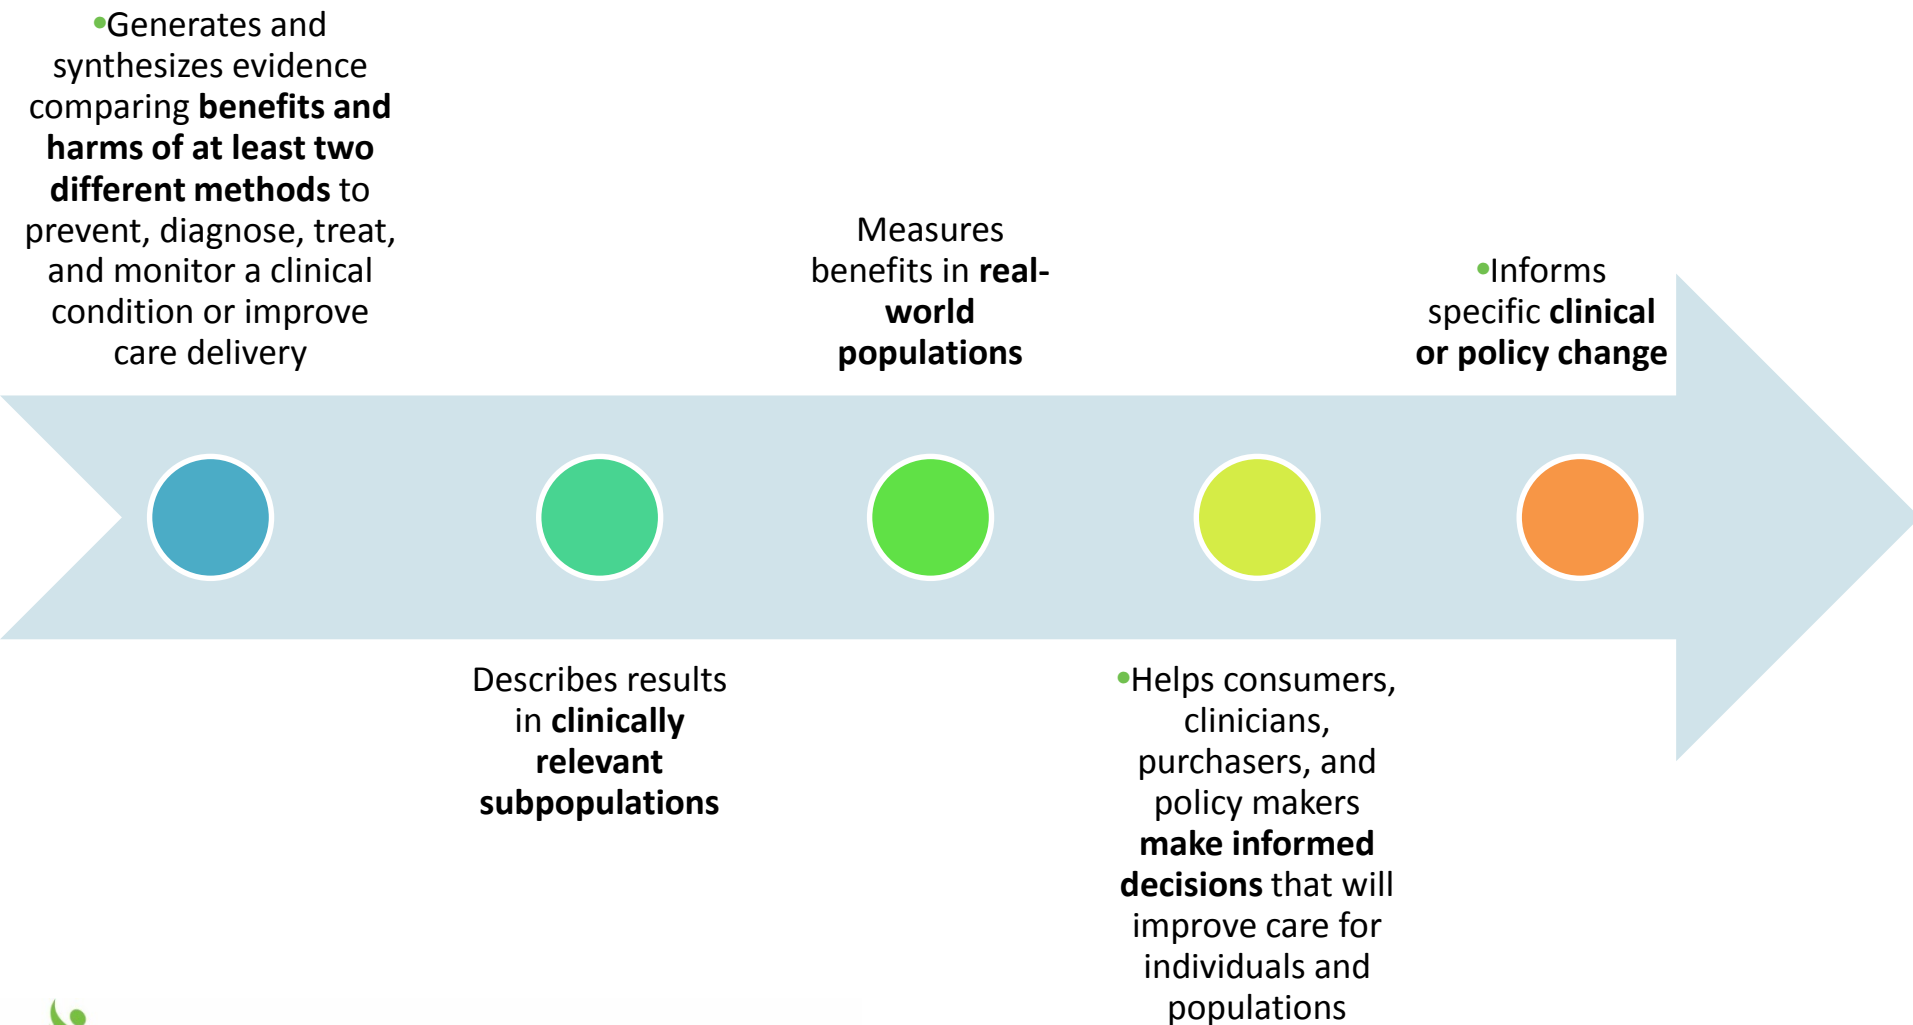 •Generates and
synthesizes evidence
comparing benefits and
harms of at least two
different methods to
prevent, diagnose, treat,
and monitor a clinical
condition or improve
care delivery
Describes results
in clinically
relevant
subpopulations
Measures
benefits in real-
world
populations
•Helps consumers,
clinicians,
purchasers, and
policy makers
make informed
decisions that will
improve care for
individuals and
populations
•Informs
specific clinical
or policy change